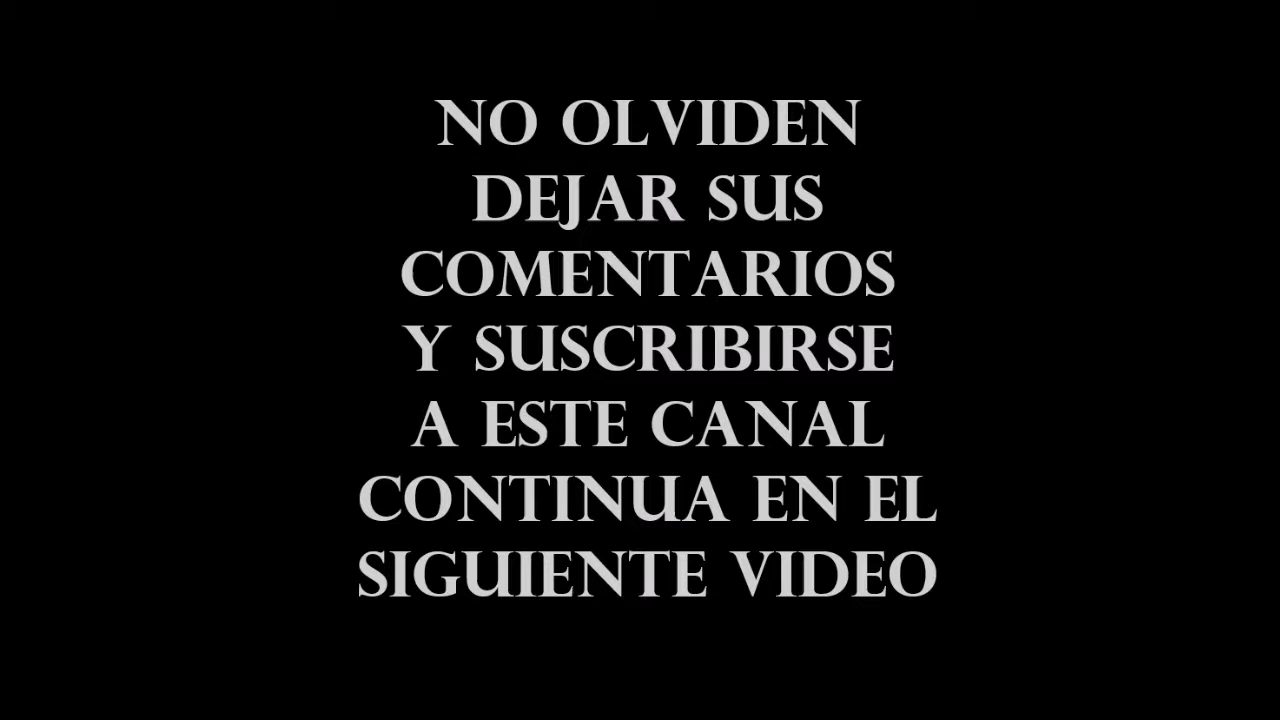 NO OLVIDEN
DEJAR SUS
COMENTARIOS
Y SUSCRIBIRSE
A ESTE CANAL
CONTINUA EN EL
SIGUIENTE VIDEO